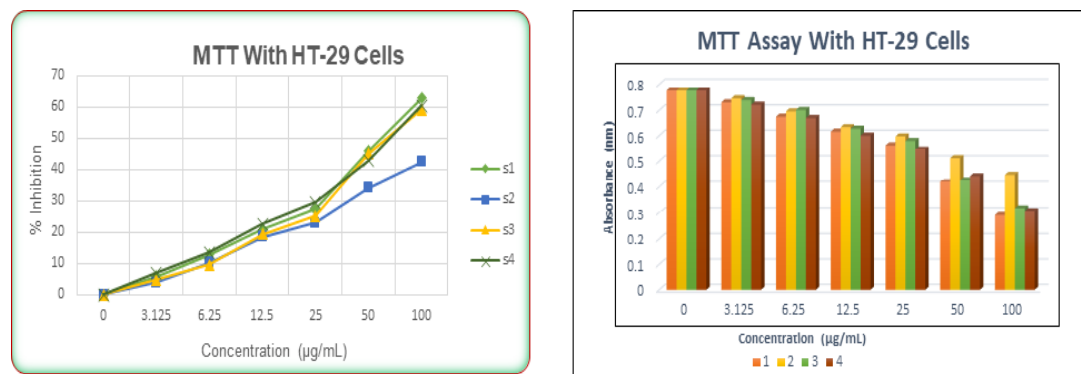 MTT With HT-29 Cells
70
60
50
40
30
20
10
0
% Inhibition
0 3.125 6.25 12.5 25 50 100
Concentration (µg/mL)
s1
s2
s3
s4
MTT Assay With HT-29 Cells
0.8
0.7
0.6
0.5
0.4
0.3
0.2
0.1
0
Absorbance (nm)
0 3.125 6.25 12.5 25 50 100
Concentration (µg/mL)
1 2 3 4